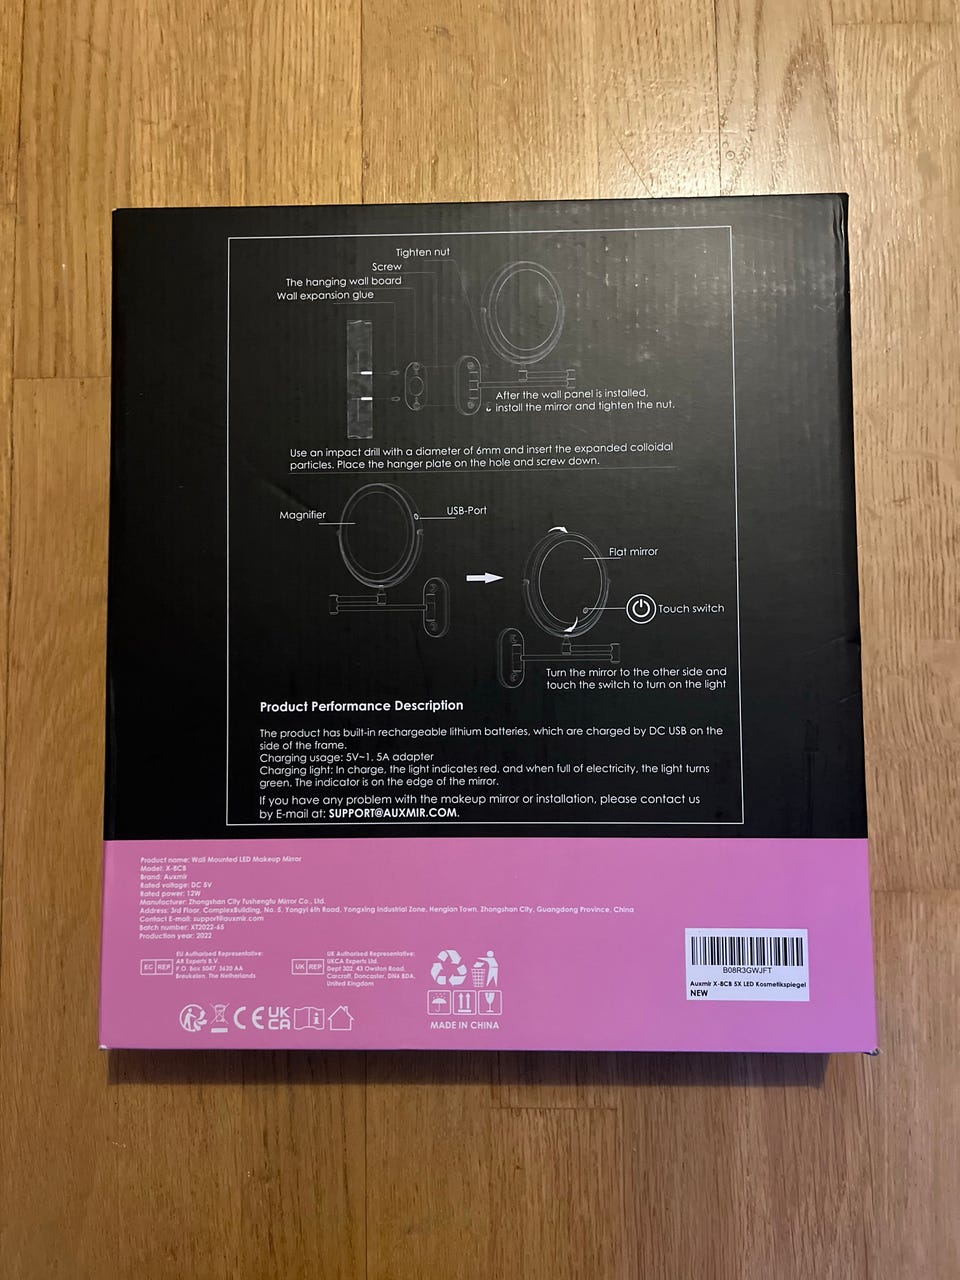 Tighten nut
Screw
The hanging wall board
Wall expansion glue
After the wall panel is installed,
install the mirror and tighten the nut.
Use an impact drill with a diameter of 6mm and insert the expanded colloidal
particles. Place the hanger plate on the hole and screw down.
Magnifier
USB-Port
Flat mirror
Touch switch
Turn the mirror to the other side and
touch the switch to turn on the light
Product Performance Description
The product has built-in rechargeable lithium batteries, which are charged by DC USB on the
side of the frame.
Charging usage: 5V~1. 5A adapter
Charging light: In charge, the light indicates red, and when full of electricity, the light turns
green. The indicator is on the edge of the mirror.
If you have any problem with the makeup mirror or installation, please contact us
by E-mail at: SUPPORT@AUXMIR.COM.
Product name: Wall Mounted LED Makeup Mirror
Model: X-8CB
Brand: Auxmir
Rated voltage: DC 5V
Rated power: 12W
Manufacturer: Zhongshan City Fushengtu Mirror Co., Ltd.
Address: 3rd Floor, ComplexBuilding, No. 5, Yongyi 6th Road, Yongxing Industrial Zone, Henglan Town, Zhongshan City, Guangdong Province, China
Contact E-mail: support@auxmir.com
Batch number: XT2022-65
Production year: 2022
EC REP
EU Authorised Representative:
AR Experts B.V.
P.O. Box 5047, 3620 AA
Breukelen, The Netherlands
UK REP
UK Authorised Representative:
UKCA Experts Ltd.
Dept 302, 43 Owston Road,
Carcroft, Doncaster, DN6 8DA,
United Kingdom
CE
UK
CA
MADE IN CHINA
B08R3GWJFT
Auxmir X-8CB 5X LED Kosmetikspiegel
NEW